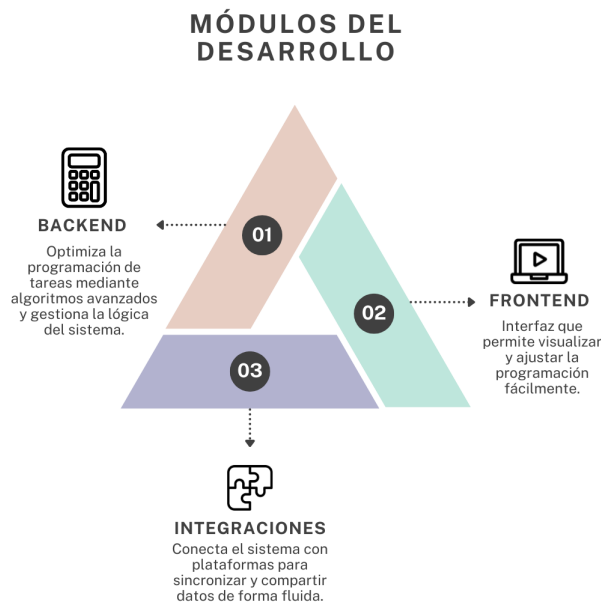 MÓDULOS DEL
DESARROLLO
01
BACKEND
Optimiza la
programación de
tareas mediante
algoritmos avanzados
y gestiona la lógica
del sistema.
02
FRONTEND
Interfaz que
permite visualizar
y ajustar la
programación
fácilmente.
03
INTEGRACIONES
Conecta el sistema con
plataformas para
sincronizar y compartir
datos de forma fluida.